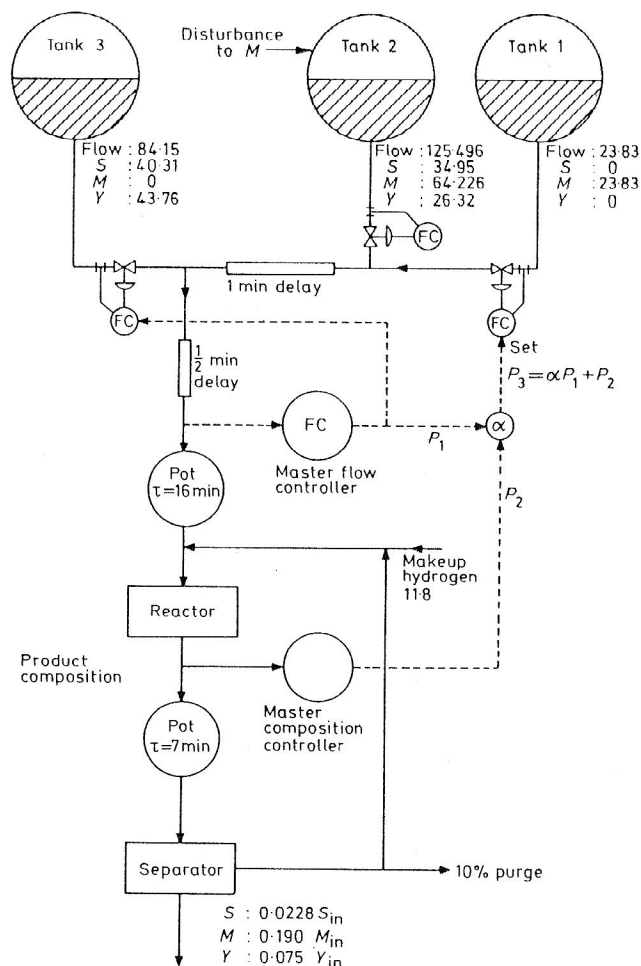 Tank 3
Disturbance
to M
Tank 2
Tank 1
Flow : 84·15
S : 40·31
M : 0
Y : 43·76
Flow : 125·496
S : 34·95
M : 64·226
Y : 26·32
Flow : 23·83
S : 0
M : 23·83
Y : 0
FC
1 min delay
FC
FC
Set
P3 = αP1 + P2
1/2 min
delay
FC
P1
α
Master flow
controller
P2
Pot
τ=16min
Makeup
hydrogen
11·8
Reactor
Product
composition
Master
composition
controller
Pot
τ=7min
Separator
10% purge
S : 0·0228 Sin
M : 0·190 Min
Y : 0·075 Yin